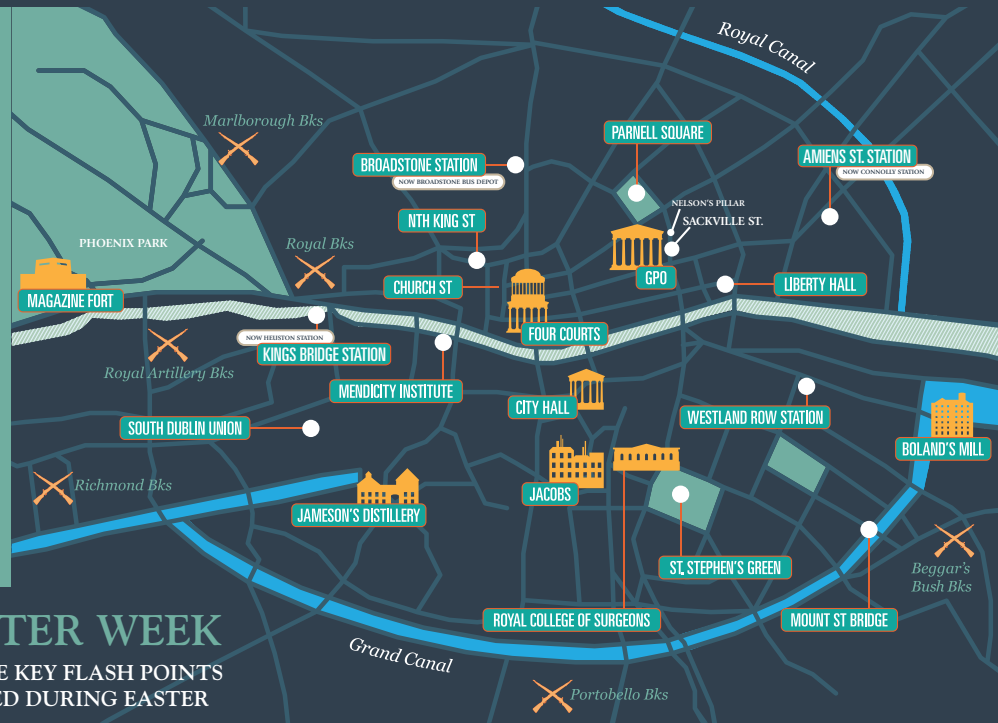 Royal Canal
Marlborough Bks
PARNELL SQUARE
BROADSTONE STATION
NOW BROADSTONE BUS DEPOT
AMIENS ST. STATION
NOW CONNOLLY STATION
NELSON'S PILLAR
SACKVILLE ST.
NTH KING ST
PHOENIX PARK
Royal Bks
GPO
MAGAZINE FORT
CHURCH ST
LIBERTY HALL
FOUR COURTS
NOW HEUSTON STATION
KINGS BRIDGE STATION
Royal Artillery Bks
MENDICITY INSTITUTE
CITY HALL
WESTLAND ROW STATION
SOUTH DUBLIN UNION
BOLAND'S MILL
Richmond Bks
JACOBS
JAMESON'S DISTILLERY
ST. STEPHEN'S GREEN
Beggar's
Bush Bks
ROYAL COLLEGE OF SURGEONS
MOUNT ST BRIDGE
TER WEEK
E KEY FLASH POINTS
ED DURING EASTER
Grand Canal
Portobello Bks